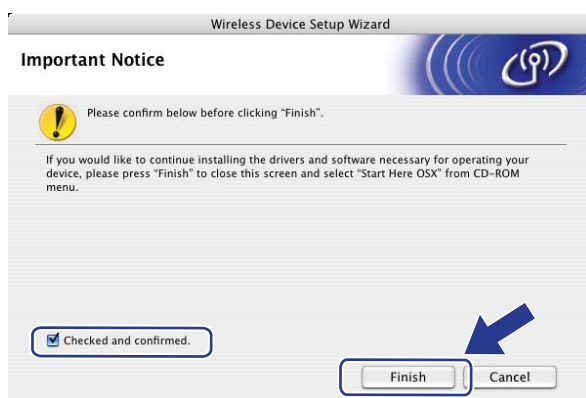 Wireless Device Setup Wizard
Important Notice
Please confirm below before clicking "Finish".
If you would like to continue installing the drivers and software necessary for operating your
device, please press "Finish" to close this screen and select "Start Here OSX" from CD-ROM
menu.
Checked and confirmed.
Finish
Cancel